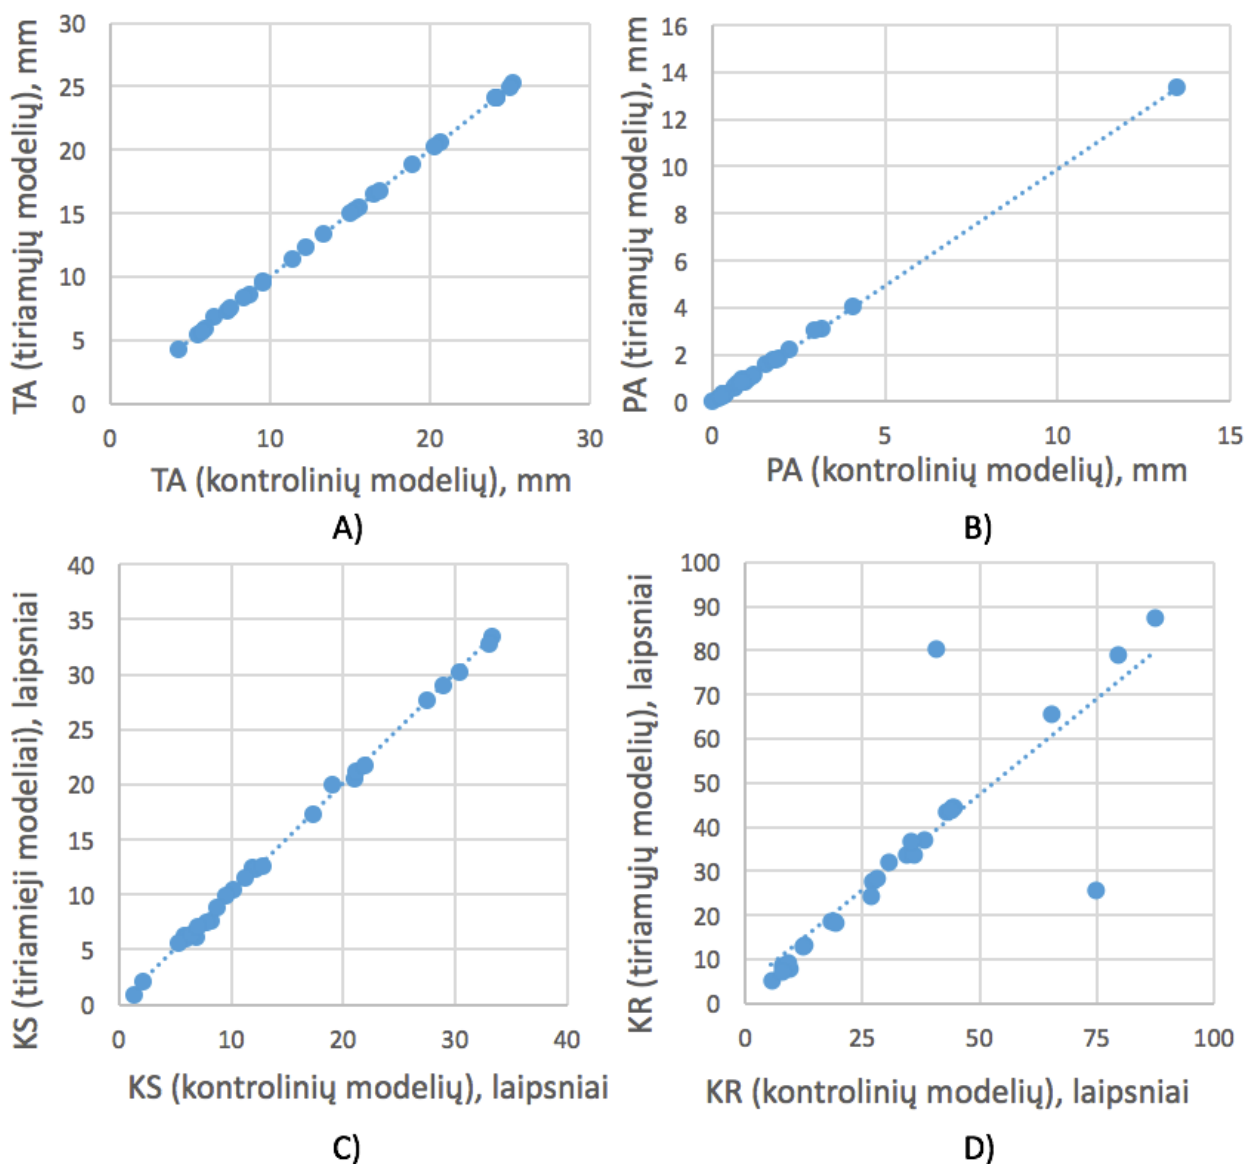 TA (tiriamųjų modelių), mm
30
25
20
15
10
5
0
0 10 20 30
TA (kontrolinių modelių), mm
A)
PA (tiriamųjų modelių), mm
16
14
12
10
8
6
4
2
0
0 5 10 15
PA (kontrolinių modelių), mm
B)
KS (tiriamieji modeliai), laipsniai
40
35
30
25
20
15
10
5
0
0 10 20 30 40
KS (kontrolinių modelių), laipsniai
C)
KR (tiriamųjų modelių), laipsniai
100
90
80
70
60
50
40
30
20
10
0
0 25 50 75 100
KR (kontrolinių modelių), laipsniai
D)